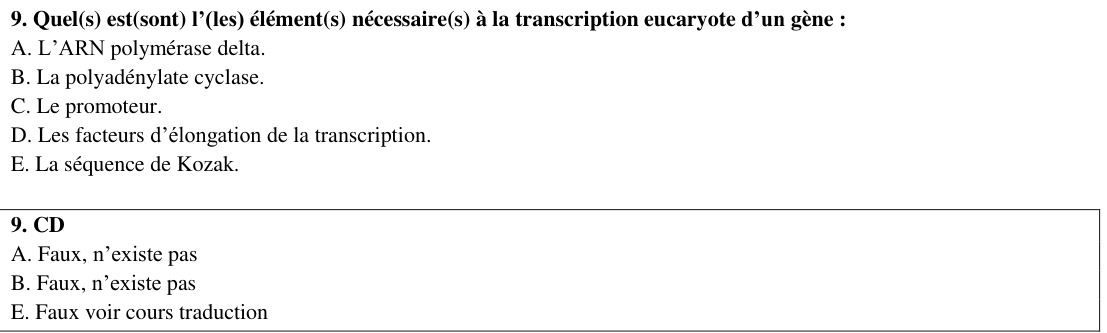 9. Quel(s) est(sont) l’(les) élément(s) nécessaire(s) à la transcription eucaryote d’un gène :
A. L’ARN polymérase delta.
B. La polyadénylate cyclase.
C. Le promoteur.
D. Les facteurs d’élongation de la transcription.
E. La séquence de Kozak.
9. CD
A. Faux, n’existe pas
B. Faux, n’existe pas
E. Faux voir cours traduction